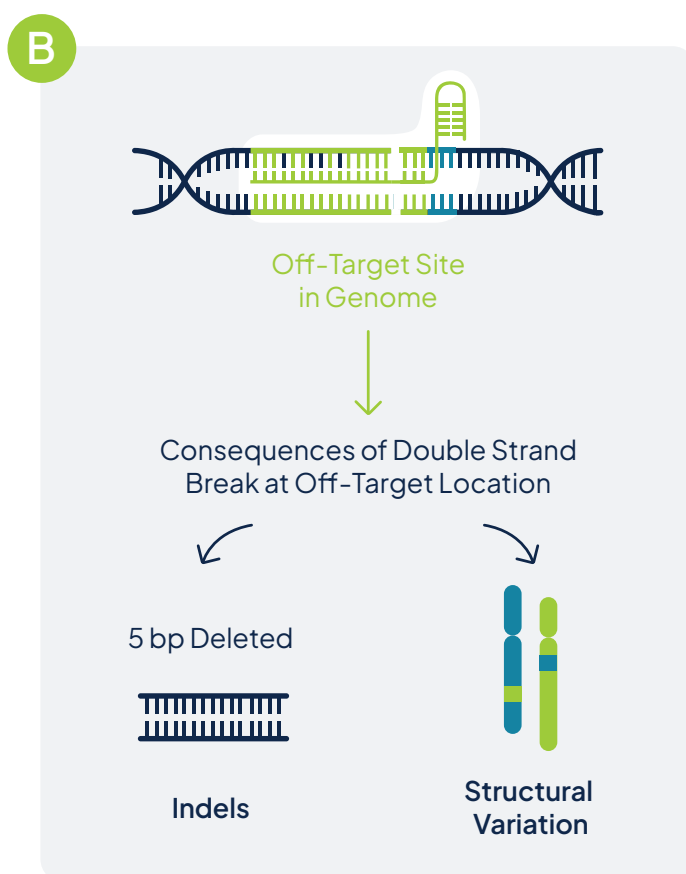 B
Off-Target Site
in Genome
Consequences of Double Strand
Break at Off-Target Location
5 bp Deleted
Indels
Structural
Variation